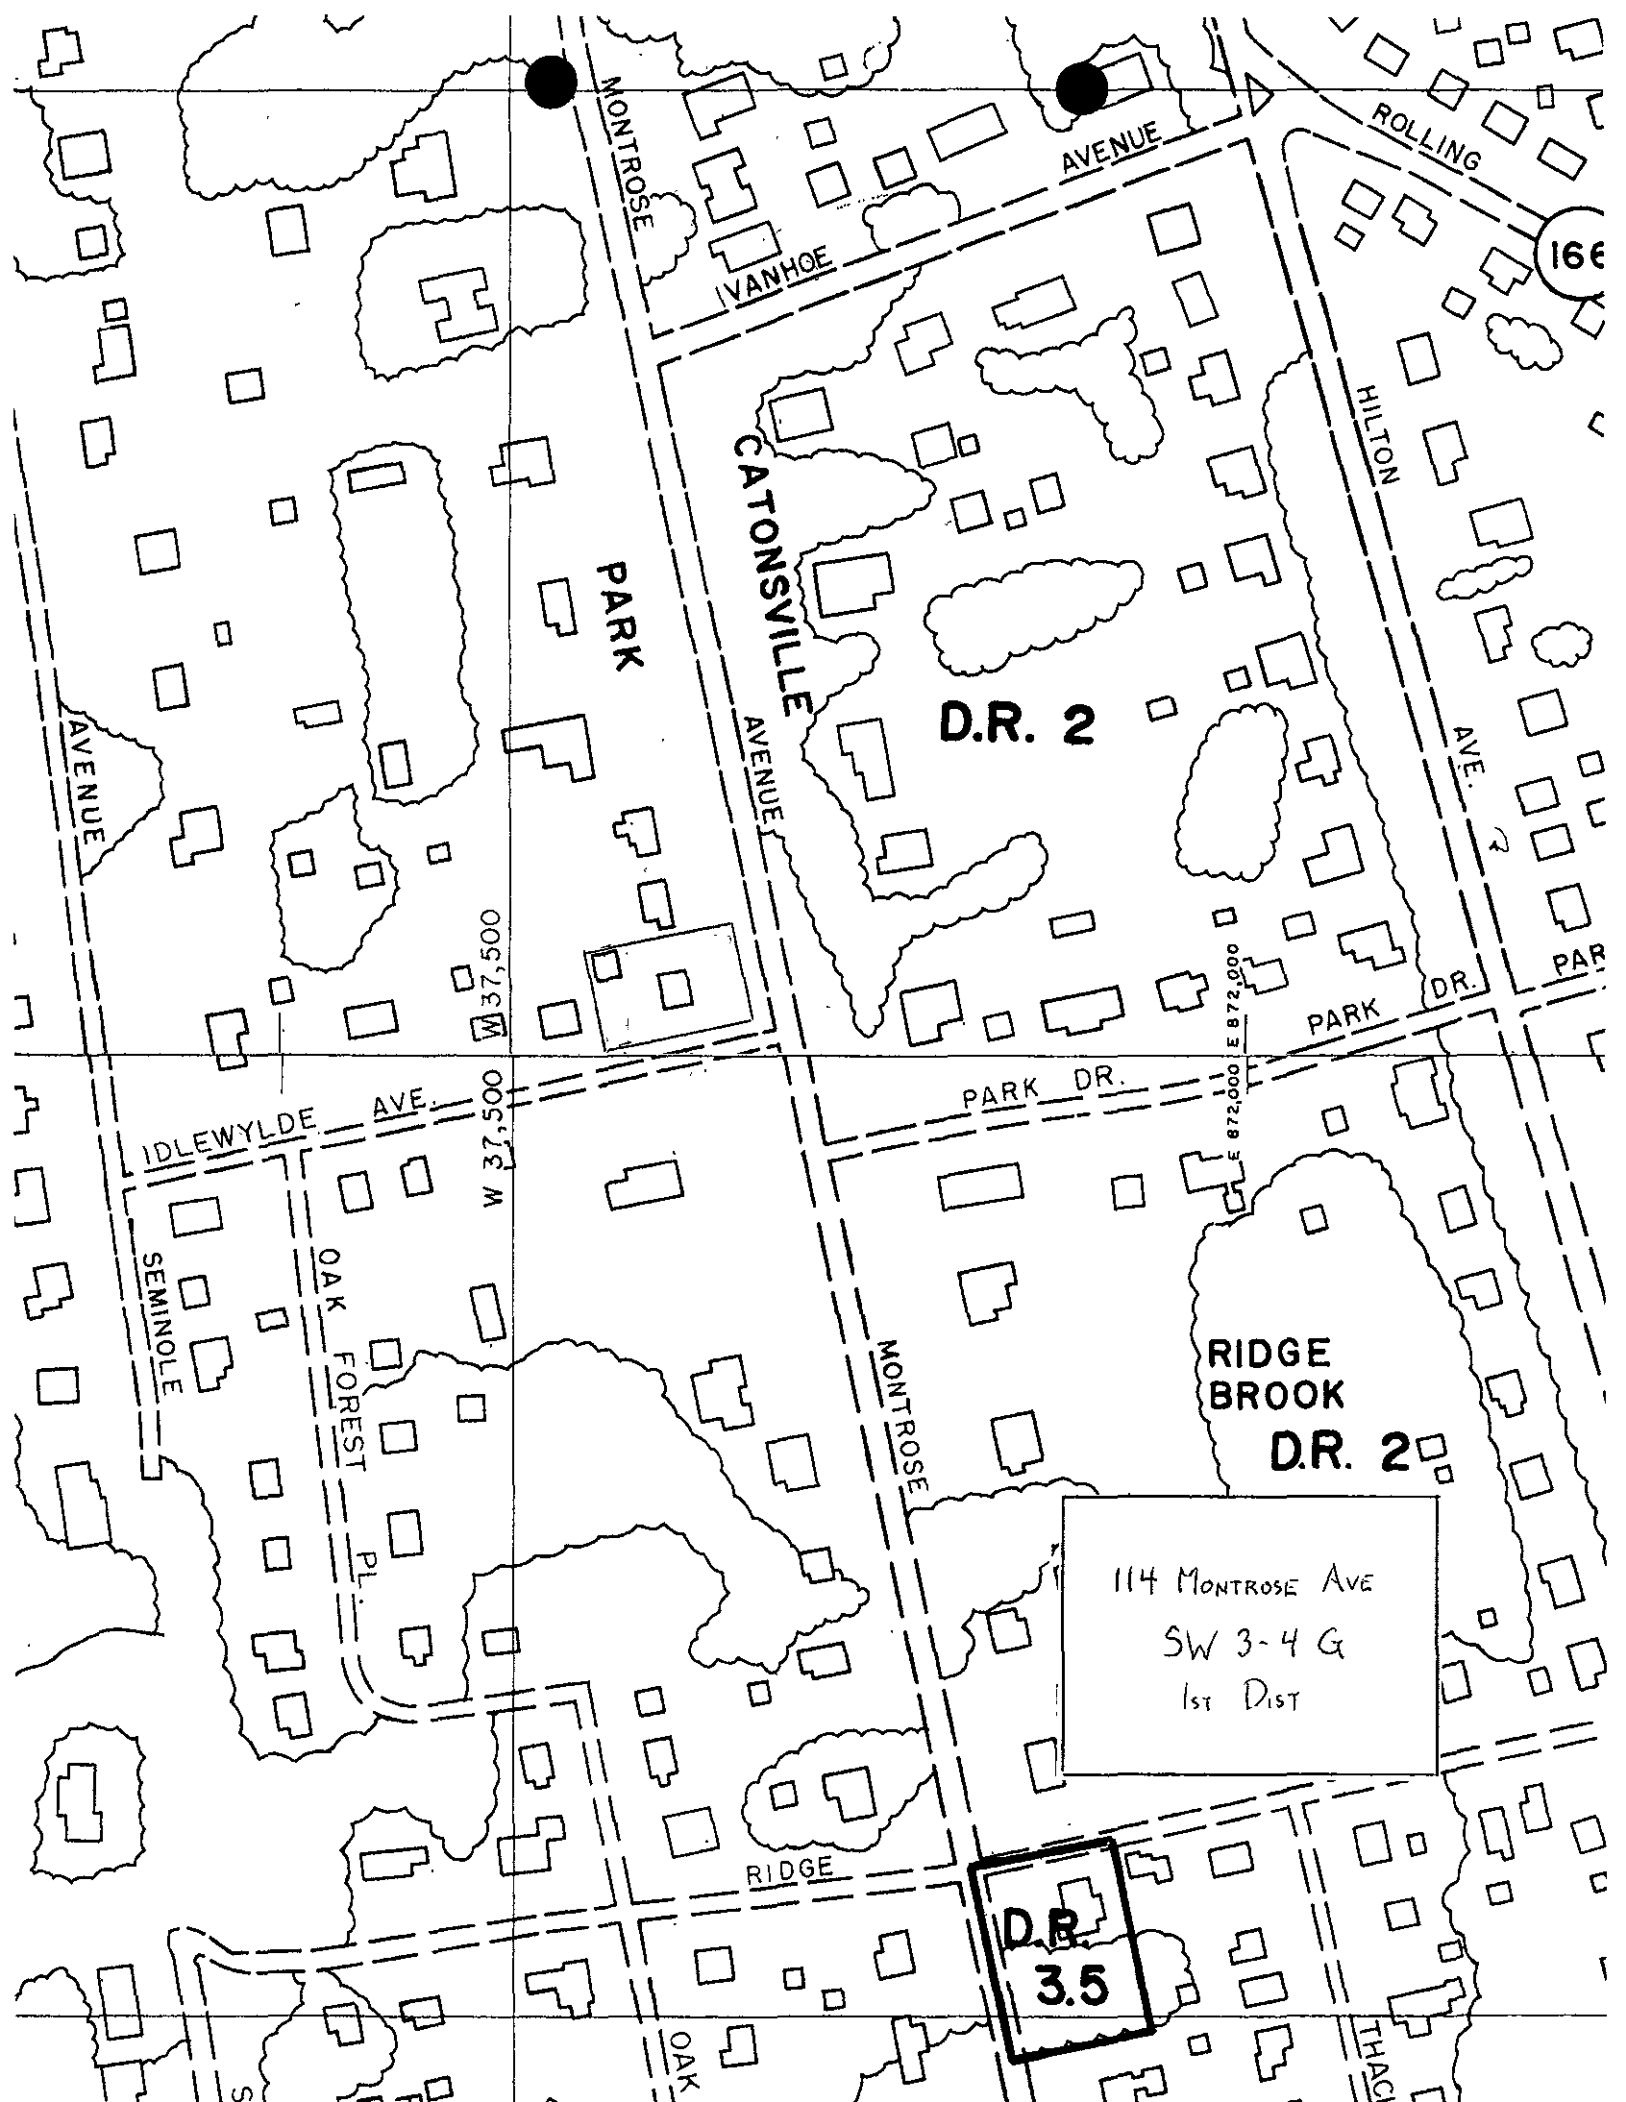 MONTROSE
ROLLING
AVENUE
166
IVANHOE
HILTON
CATONSVILLE
PARK
D.R. 2
AVENUE
AVENUE
AVE.
W 37,500
E 872,000
PAR
DR.
PARK
PARK DR.
E 872,000
AVE.
IDLEWYLDE
W 37,500
OAK
SEMINOLE
FOREST
MONTROSE
RIDGE
BROOK
D.R. 2
PL.
114 MONTROSE AVE
SW 3-4 G
1ST DIST
RIDGE
D.R.
3.5
OAK
THAC
S